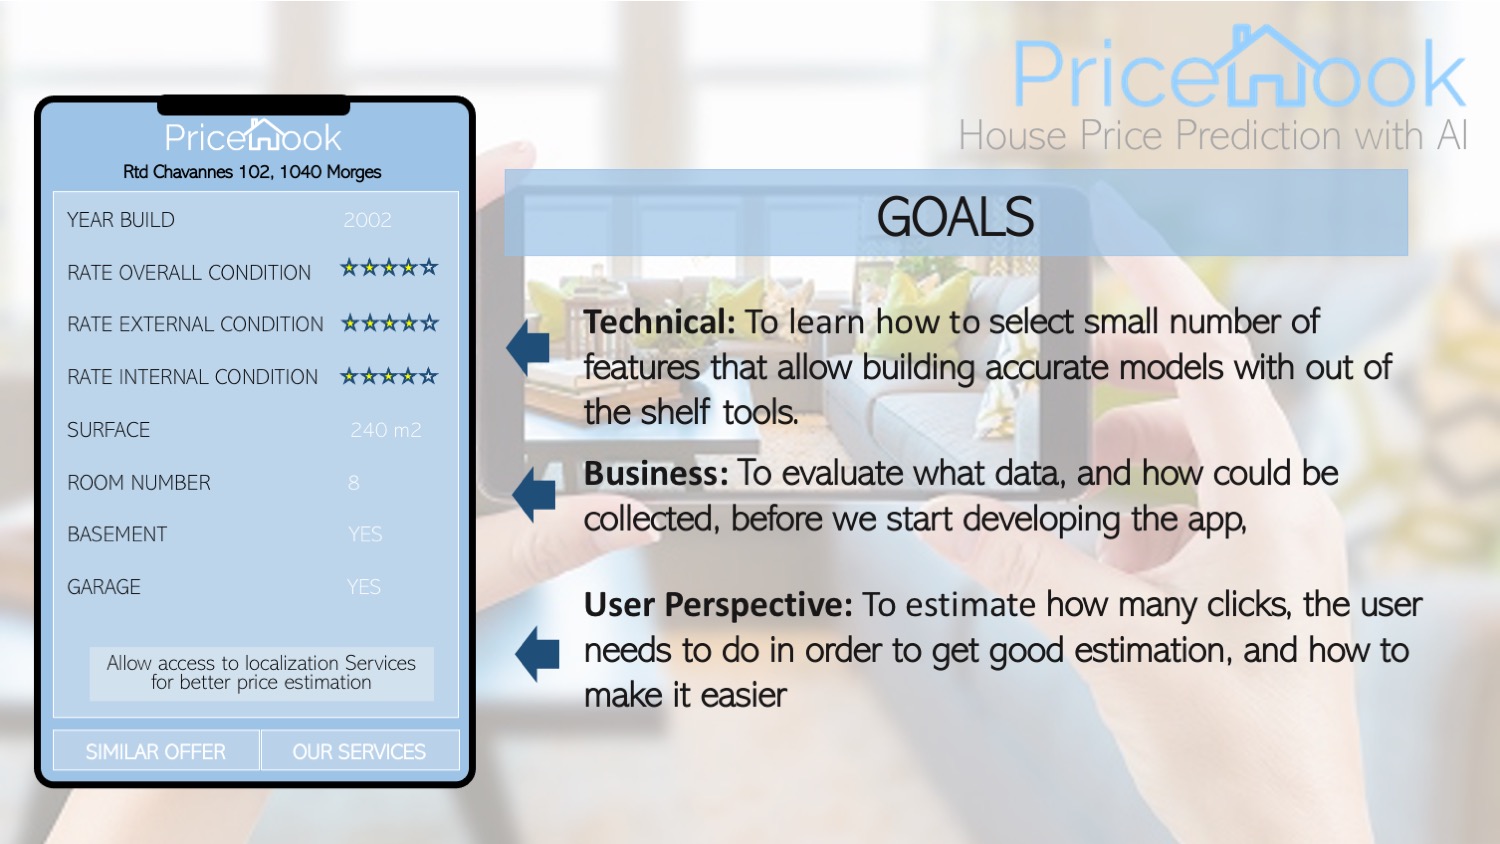 PriceHook
House Price Prediction with AI
PriceHook
Rtd Chavannes 102, 1040 Morges
YEAR BUILD 2002
RATE OVERALL CONDITION
RATE EXTERNAL CONDITION
RATE INTERNAL CONDITION
SURFACE 240 m2
ROOM NUMBER 8
BASEMENT YES
GARAGE YES
Allow access to localization Services
for better price estimation
SIMILAR OFFER OUR SERVICES
GOALS
Technical: To learn how to select small number of
features that allow building accurate models with out of
the shelf tools.
Business: To evaluate what data, and how could be
collected, before we start developing the app,
User Perspective: To estimate how many clicks, the user
needs to do in order to get good estimation, and how to
make it easier